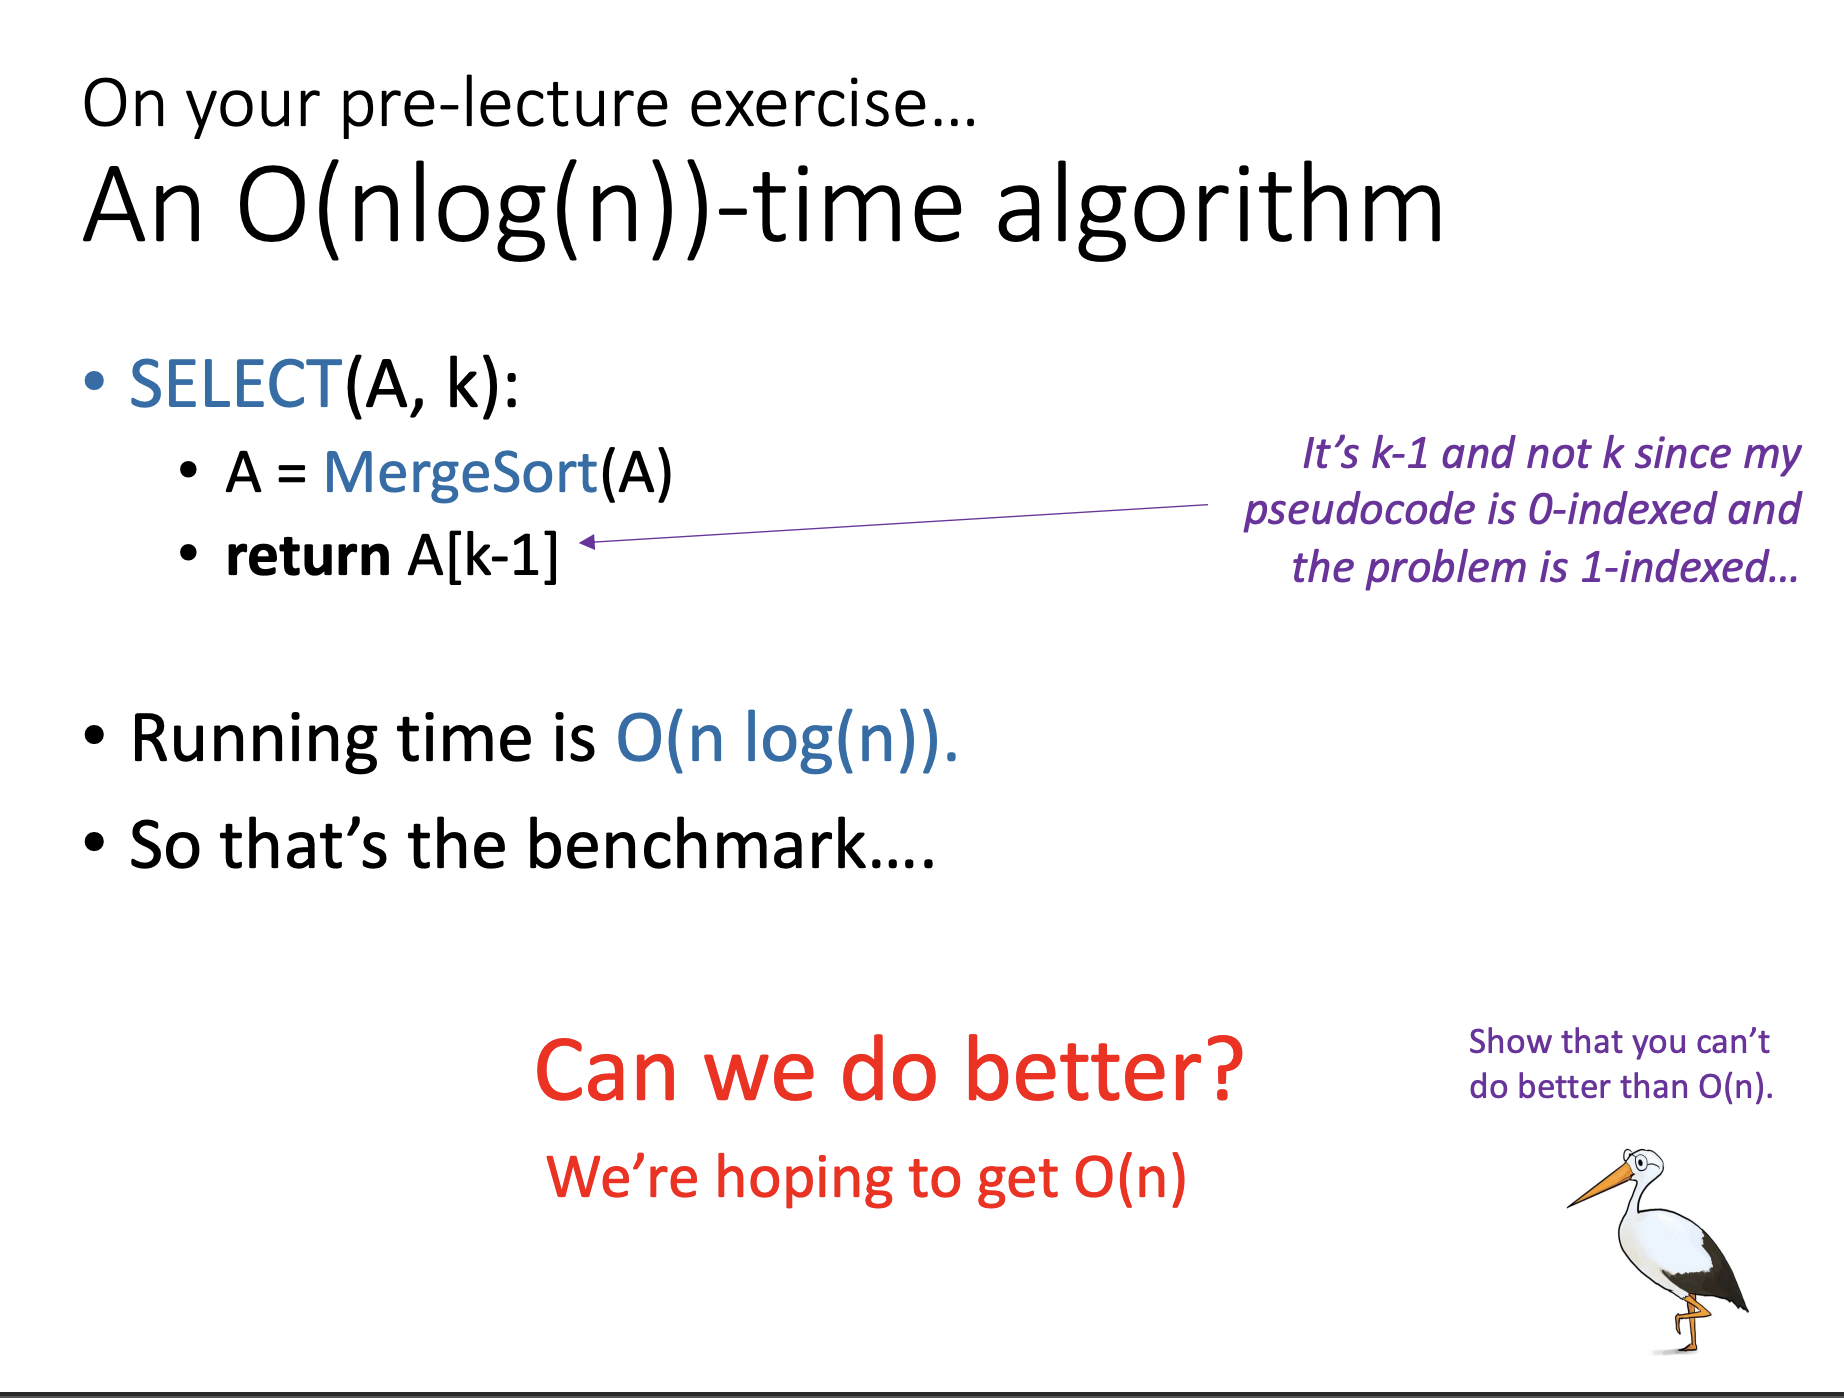 On your pre-lecture exercise...
An O(nlog(n))-time algorithm
• SELECT(A, k):
• A = MergeSort(A)
• return A[k-1]
It's k-1 and not k since my
pseudocode is 0-indexed and
the problem is 1-indexed...
• Running time is O(n log(n)).
• So that's the benchmark....
Can we do better?
We're hoping to get O(n)
Show that you can't
do better than O(n).